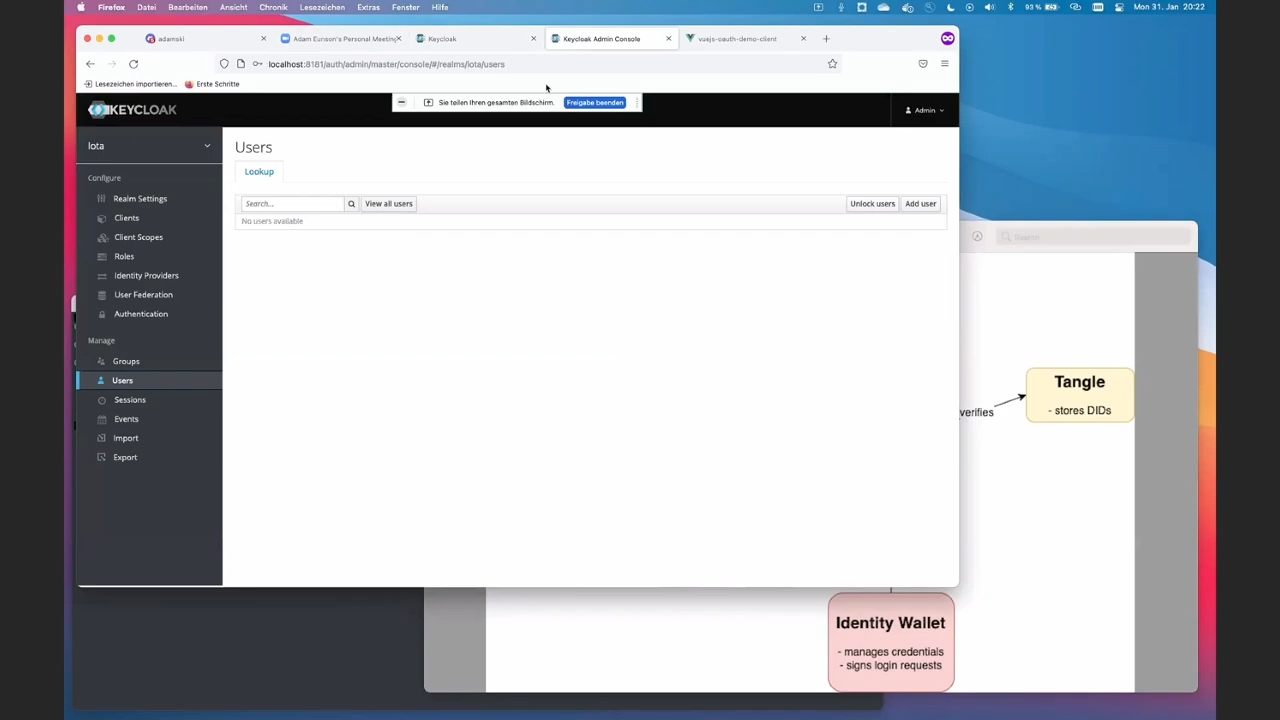 Firefox Datei Bearbeiten Ansicht Chronik Lesezeichen Extras Fenster Hilfe
100 % Mon 31. Jan 20:22
adamski
Adam Eunson's Personal Meeting
Keycloak
Keycloak Admin Console
vuejs-oauth-demo-client
localhost:8181/auth/admin/master/console/#/realms/iota/users
Lesezeichen importieren...
Erste Schritte
Sie teilen Ihren gesamten Bildschirm.
Freigabe beenden
KEYCLOAK
Admin
Iota
Configure
Realm Settings
Clients
Client Scopes
Roles
Identity Providers
User Federation
Authentication
Manage
Groups
Users
Sessions
Events
Import
Export
Users
Lookup
Search...
View all users
Unlock users
Add user
No users available
Search
verifies
Tangle
- stores DIDs
Identity Wallet
- manages credentials
- signs login requests